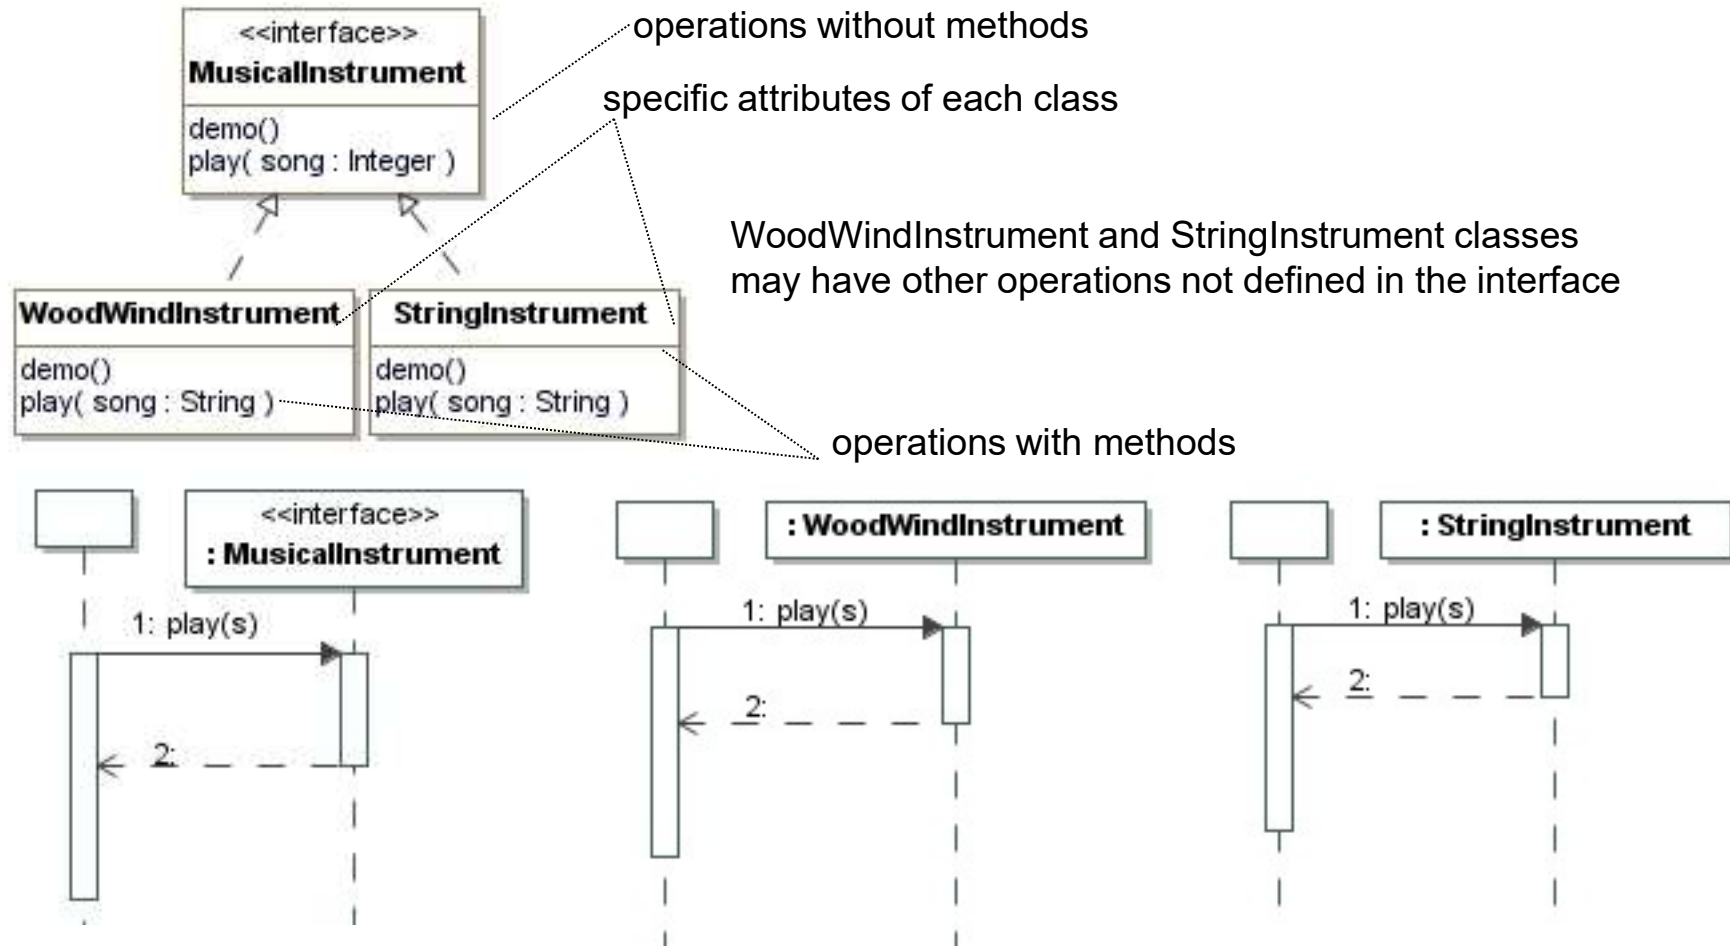 <<interface>>
MusicalInstrument
demo()
play( song : Integer )
operations without methods
specific attributes of each class
WoodWindInstrument and StringInstrument classes
may have other operations not defined in the interface
WoodWindInstrument
demo()
play( song : String )
StringInstrument
demo()
play( song : String )
operations with methods
<<interface>>
: MusicalInstrument
1: play(s)
2:
: WoodWindInstrument
1: play(s)
2:
: StringInstrument
1: play(s)
2: